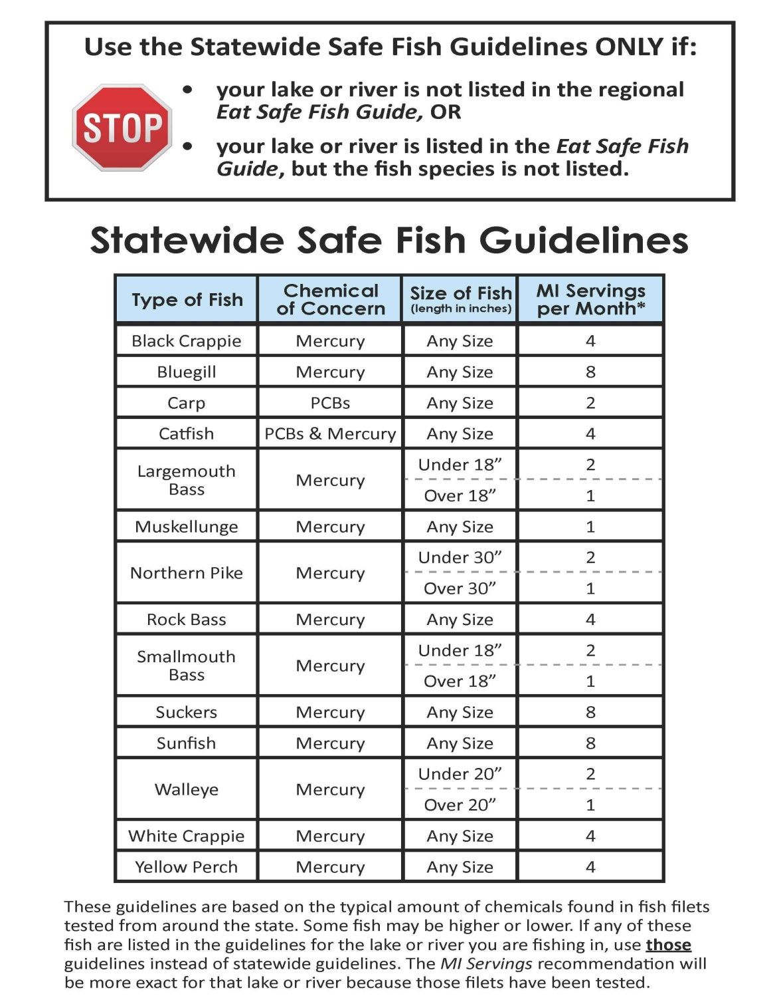 Use the Statewide Safe Fish Guidelines ONLY if:
STOP
• your lake or river is not listed in the regional
Eat Safe Fish Guide, OR
• your lake or river is listed in the Eat Safe Fish
Guide, but the fish species is not listed.
Statewide Safe Fish Guidelines
Type of Fish Chemical of Concern Size of Fish (length in inches) MI Servings per Month*
Black Crappie Mercury Any Size 4
Bluegill Mercury Any Size 8
Carp PCBs Any Size 2
Catfish PCBs & Mercury Any Size 4
Largemouth Bass Mercury Under 18” 2
Over 18” 1
Muskellunge Mercury Any Size 1
Northern Pike Mercury Under 30” 2
Over 30” 1
Rock Bass Mercury Any Size 4
Smallmouth Bass Mercury Under 18” 2
Over 18” 1
Suckers Mercury Any Size 8
Sunfish Mercury Any Size 8
Walleye Mercury Under 20” 2
Over 20” 1
White Crappie Mercury Any Size 4
Yellow Perch Mercury Any Size 4
These guidelines are based on the typical amount of chemicals found in fish filets
tested from around the state. Some fish may be higher or lower. If any of these
fish are listed in the guidelines for the lake or river you are fishing in, use those
guidelines instead of statewide guidelines. The MI Servings recommendation will
be more exact for that lake or river because those filets have been tested.